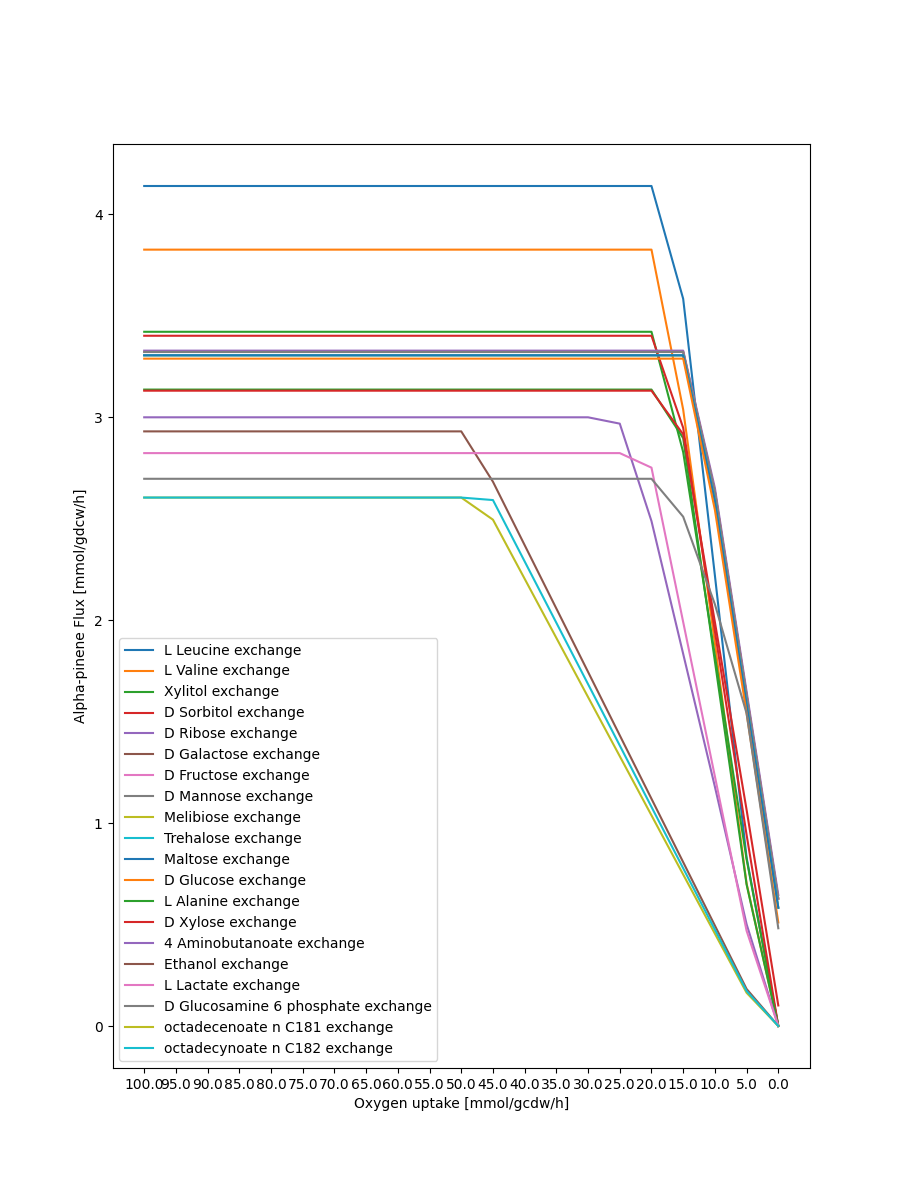 4
3
2
1
0
Alpha-pinene Flux [mmol/gdcw/h]
L Leucine exchange
L Valine exchange
Xylitol exchange
D Sorbitol exchange
D Ribose exchange
D Galactose exchange
D Fructose exchange
D Mannose exchange
Melibiose exchange
Trehalose exchange
Maltose exchange
D Glucose exchange
L Alanine exchange
D Xylose exchange
4 Aminobutanoate exchange
Ethanol exchange
L Lactate exchange
D Glucosamine 6 phosphate exchange
octadecenoate n C181 exchange
octadecynoate n C182 exchange
100.0 95.0 90.0 85.0 80.0 75.0 70.0 65.0 60.0 55.0 50.0 45.0 40.0 35.0 30.0 25.0 20.0 15.0 10.0 5.0 0.0
Oxygen uptake [mmol/gcdw/h]